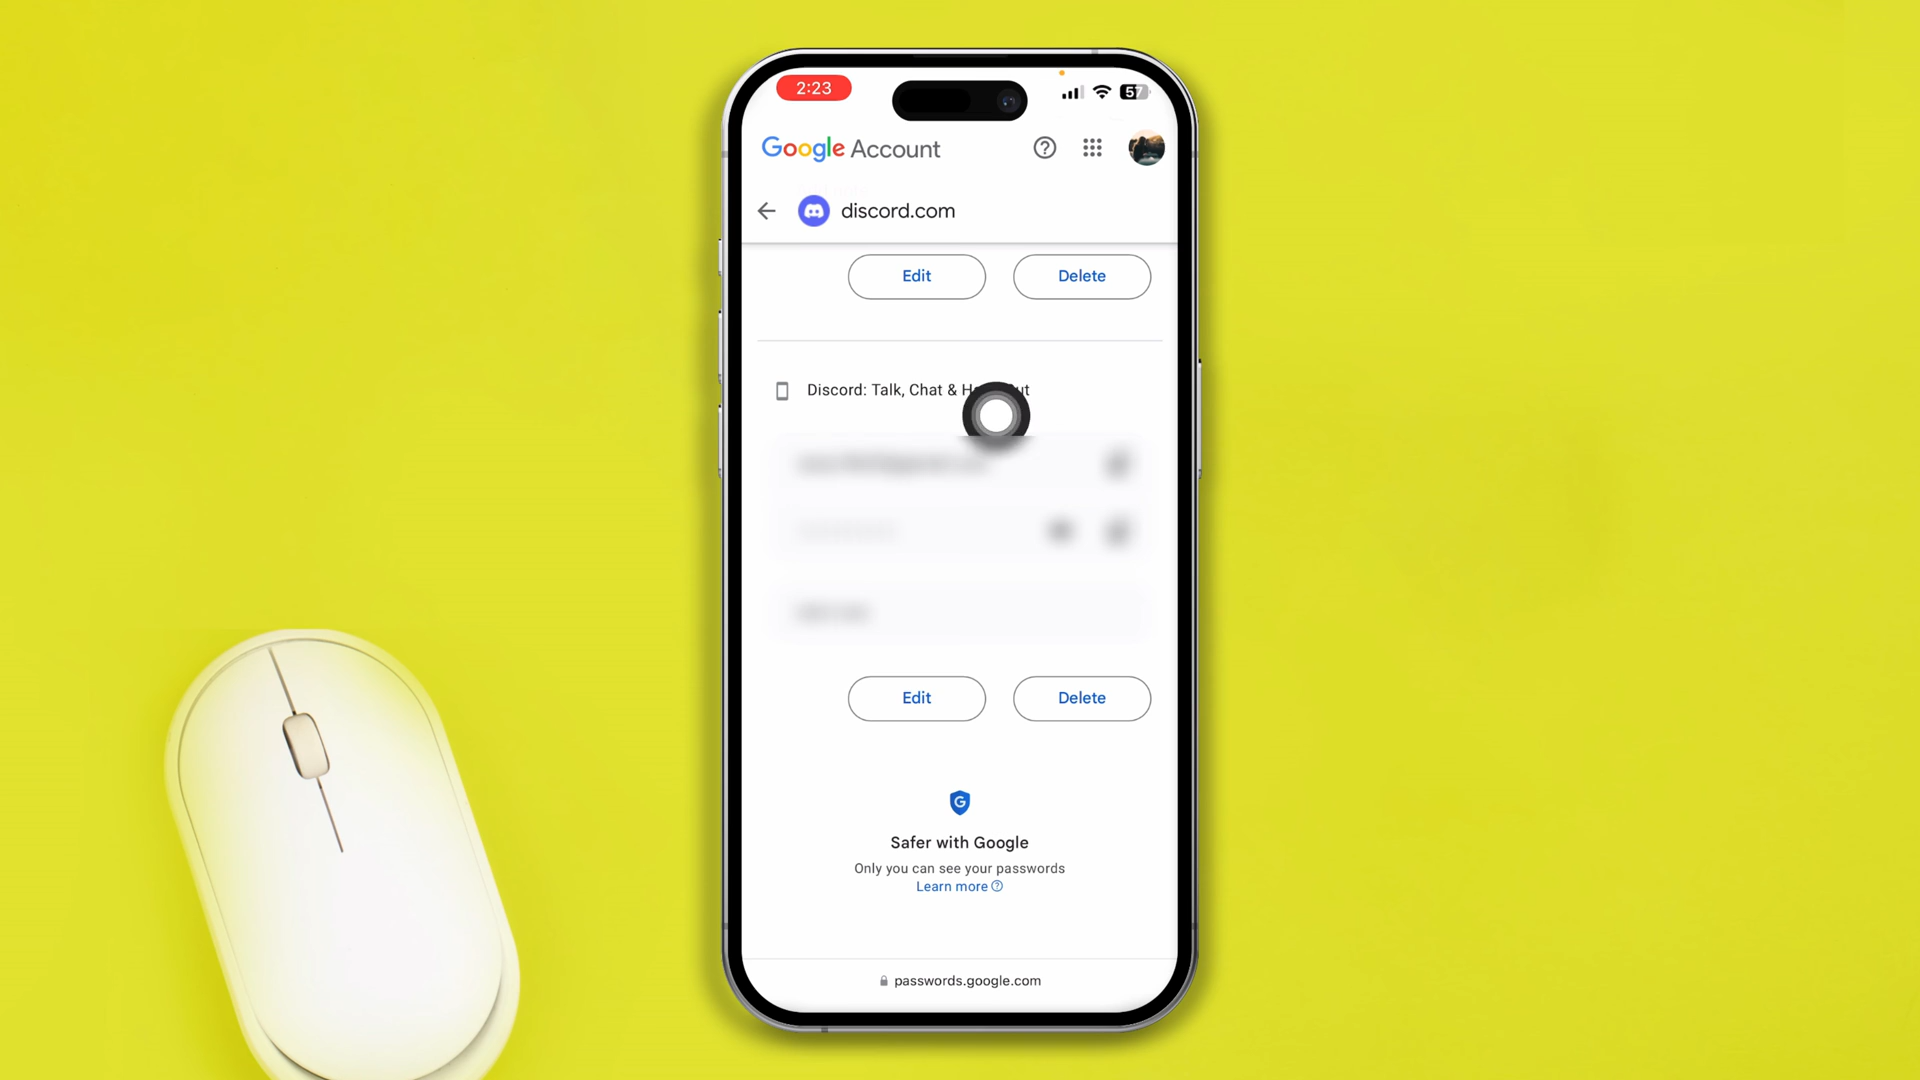 2:23
57
Google Account
discord.com
Edit
Delete
Discord: Talk, Chat &
Edit
Delete
G
Safer with Google
Only you can see your passwords
Learn more
passwords.google.com